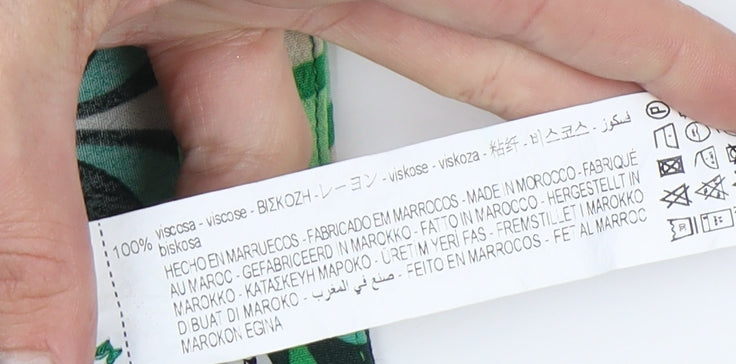 100% viscosa - viscose - ΒΙΣΚΟΖΗ - レーヨン - viskose - viskoza - 粘纤 - 비스코스 - فسكوز
biskosa
HECHO EN MARRUECOS - FABRICADO EM MARROCOS - MADE IN MOROCCO - FABRIQUÉ
AU MAROC - GEFABRICEERD IN MAROKKO - FATTO IN MAROCCO - HERGESTELLT IN
MAROKKO - ΚΑΤΑΣΚΕΥΗ ΜΑΡΟΚΟ - ÜRETIM YERİ FAS - FREMSTILLET I MAROKKO
DIBUAT DI MAROKO - صنع في المغرب - FEITO EN MARROCOS - FET AL MARROC
MAROKON EGINA